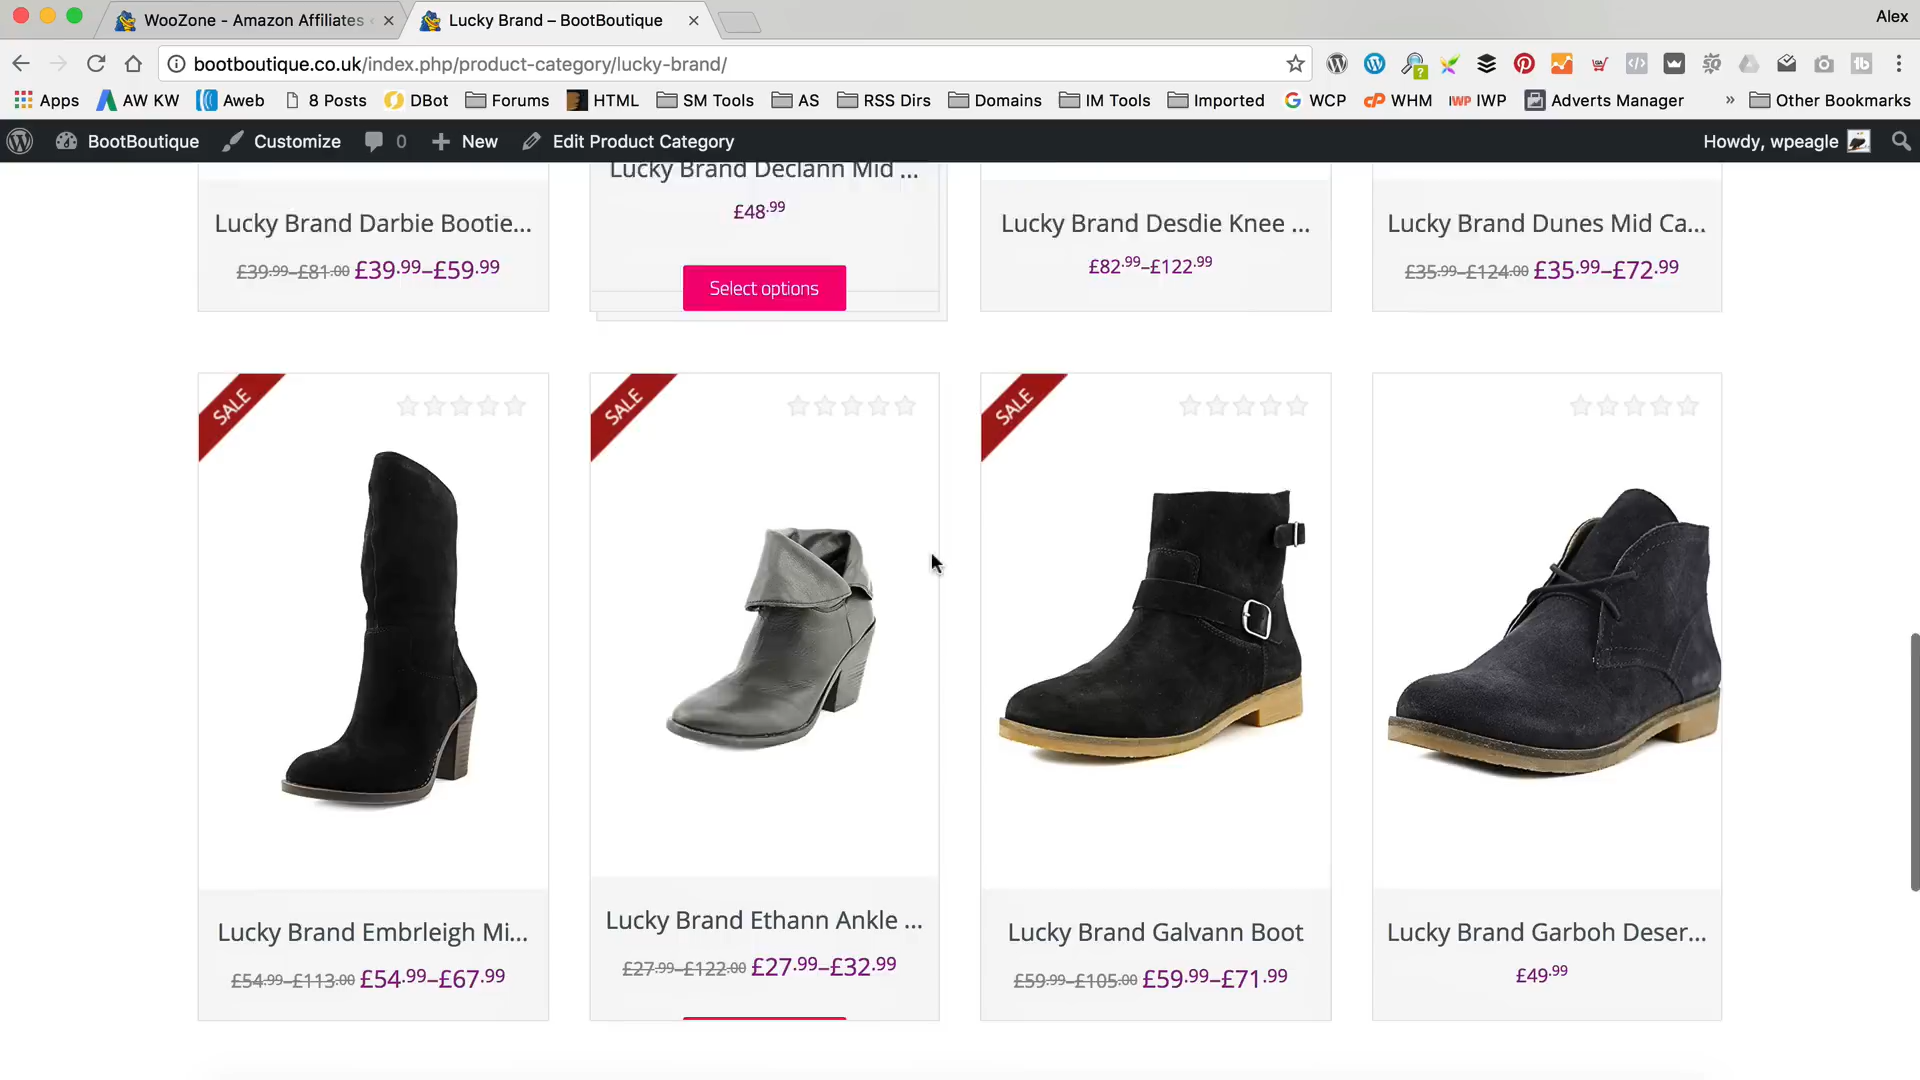 WooZone - Amazon Affiliates
Lucky Brand – BootBoutique
Alex
bootboutique.co.uk/index.php/product-category/lucky-brand/
Apps AW KW Aweb 8 Posts DBot Forums HTML SM Tools AS RSS Dirs Domains IM Tools Imported WCP WHM IWP IWP Adverts Manager » Other Bookmarks
BootBoutique Customize 0 New Edit Product Category Howdy, wpeagle
Lucky Brand Declann Mid ...
£48.99
Select options
Lucky Brand Darbie Bootie...
£39.99–£81.00 £39.99–£59.99
Lucky Brand Desdie Knee ...
£82.99–£122.99
Lucky Brand Dunes Mid Ca...
£35.99–£124.00 £35.99–£72.99
SALE
SALE
SALE
Lucky Brand Embrleigh Mi...
£54.99–£113.00 £54.99–£67.99
Lucky Brand Ethann Ankle ...
£27.99–£122.00 £27.99–£32.99
Lucky Brand Galvann Boot
£59.99–£105.00 £59.99–£71.99
Lucky Brand Garboh Deser...
£49.99